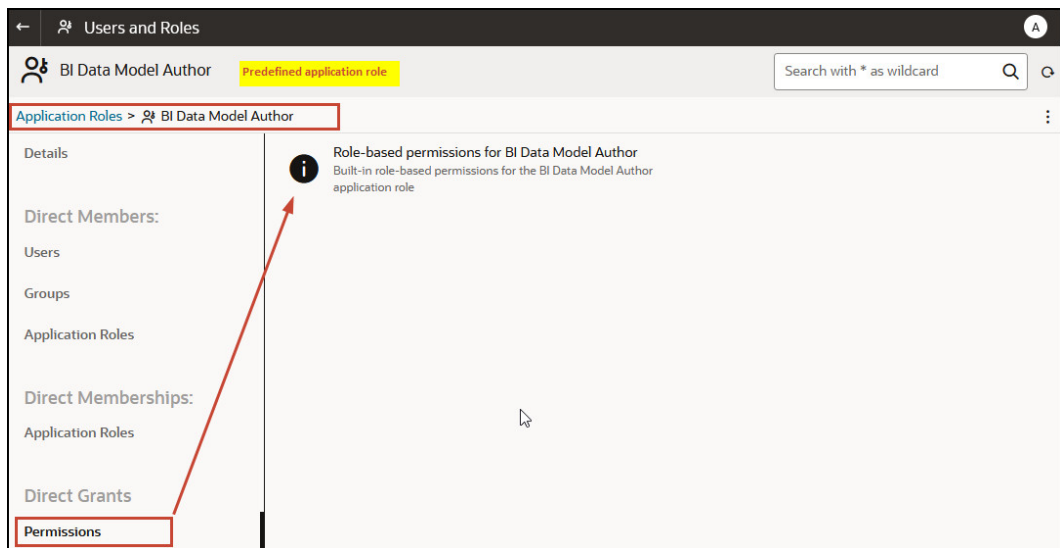 Users and Roles
A
BI Data Model Author
Predefined application role
Search with * as wildcard
Application Roles > BI Data Model Author
Details
Role-based permissions for BI Data Model Author
Built-in role-based permissions for the BI Data Model Author
application role
Direct Members:
Users
Groups
Application Roles
Direct Memberships:
Application Roles
Direct Grants
Permissions